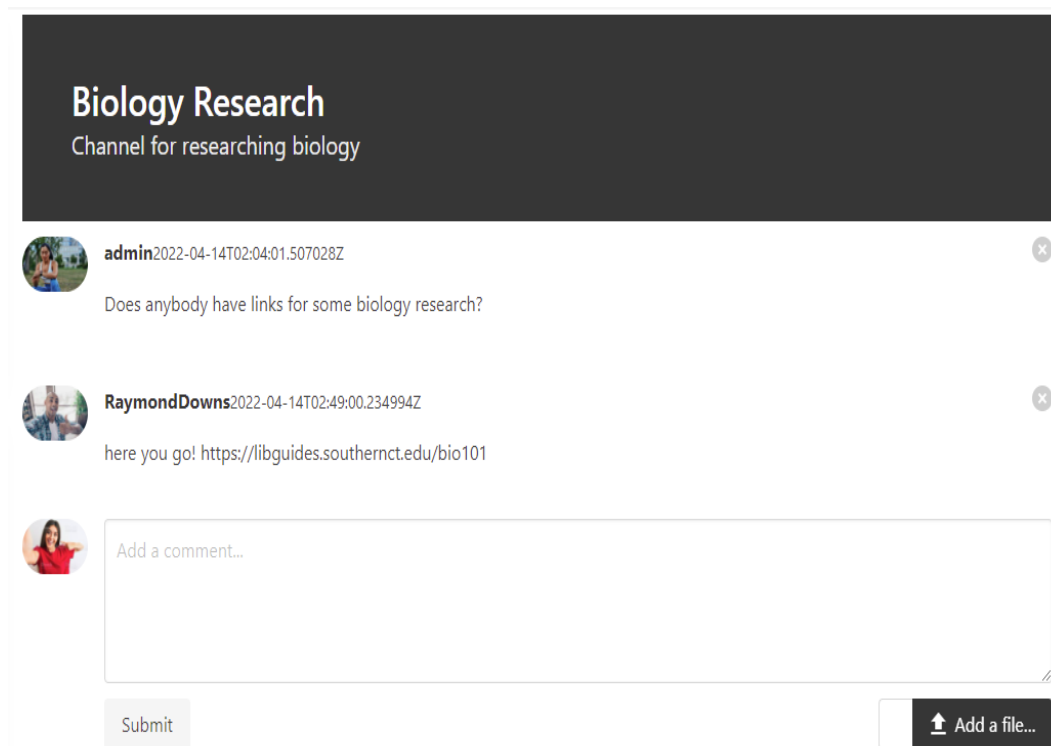 Biology Research
Channel for researching biology
admin2022-04-14T02:04:01.507028Z
Does anybody have links for some biology research?
RaymondDowns2022-04-14T02:49:00.234994Z
here you go! https://libguides.southernct.edu/bio101
Add a comment...
Submit
Add a file...